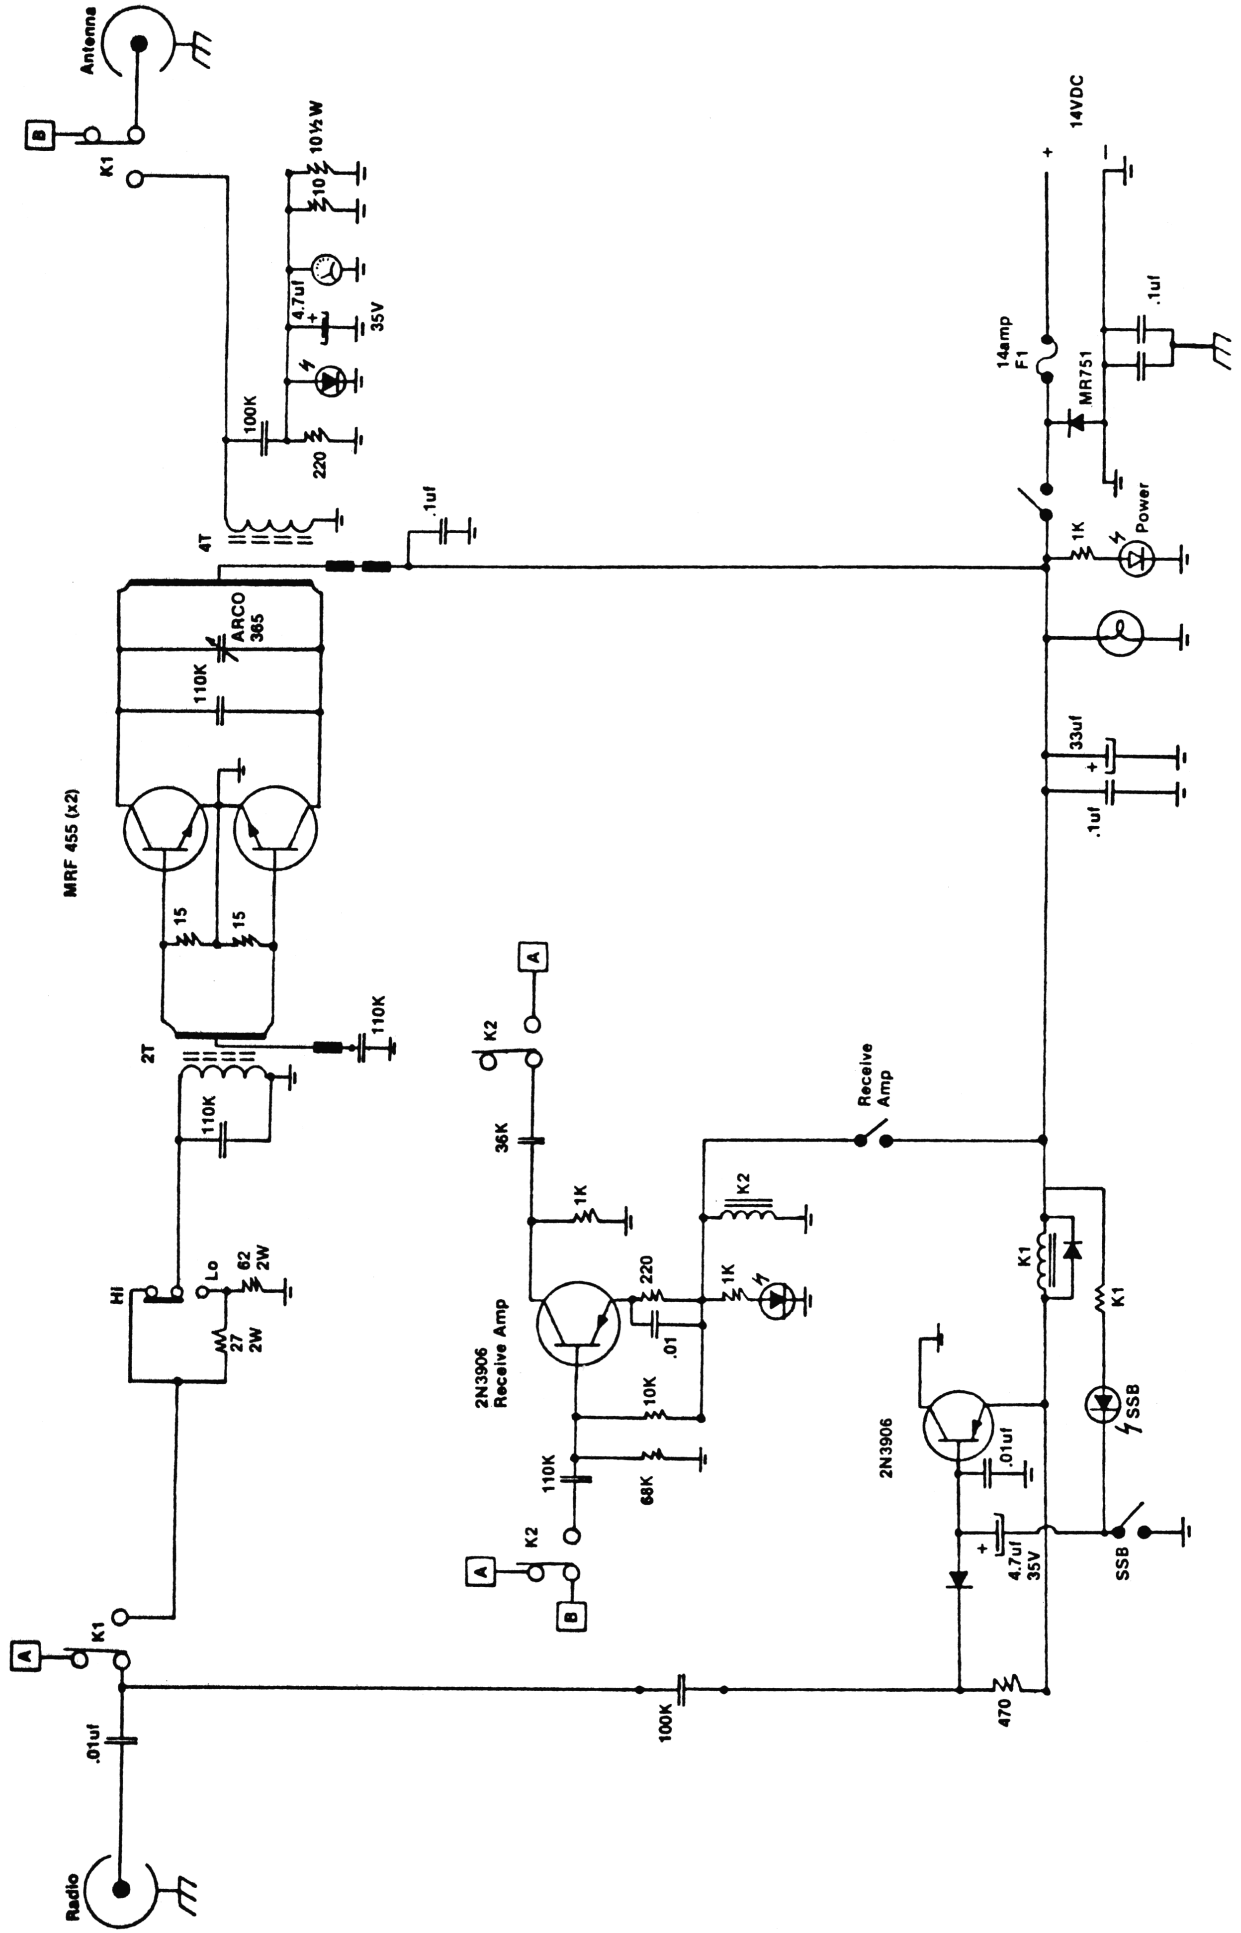 Radio
.01uf
A
K1
Hi
Lo
27
2W
62
2W
110K
2T
110K
15
15
MRF 455 (x2)
110K
ARCO
365
4T
.1uf
100K
220
4.7uf
+
35V
10
10½W
K1
B
Antenna
A
B
K2
110K
68K
10K
2N3906
Receive Amp
.01
220
1K
1K
36K
K2
A
K2
Receive
Amp
100K
470
2N3906
+
4.7uf
35V
.01uf
SSB
SSB
K1
K1
.1uf
+
33uf
1K
Power
MR751
14amp
F1
.1uf
+
-
14VDC